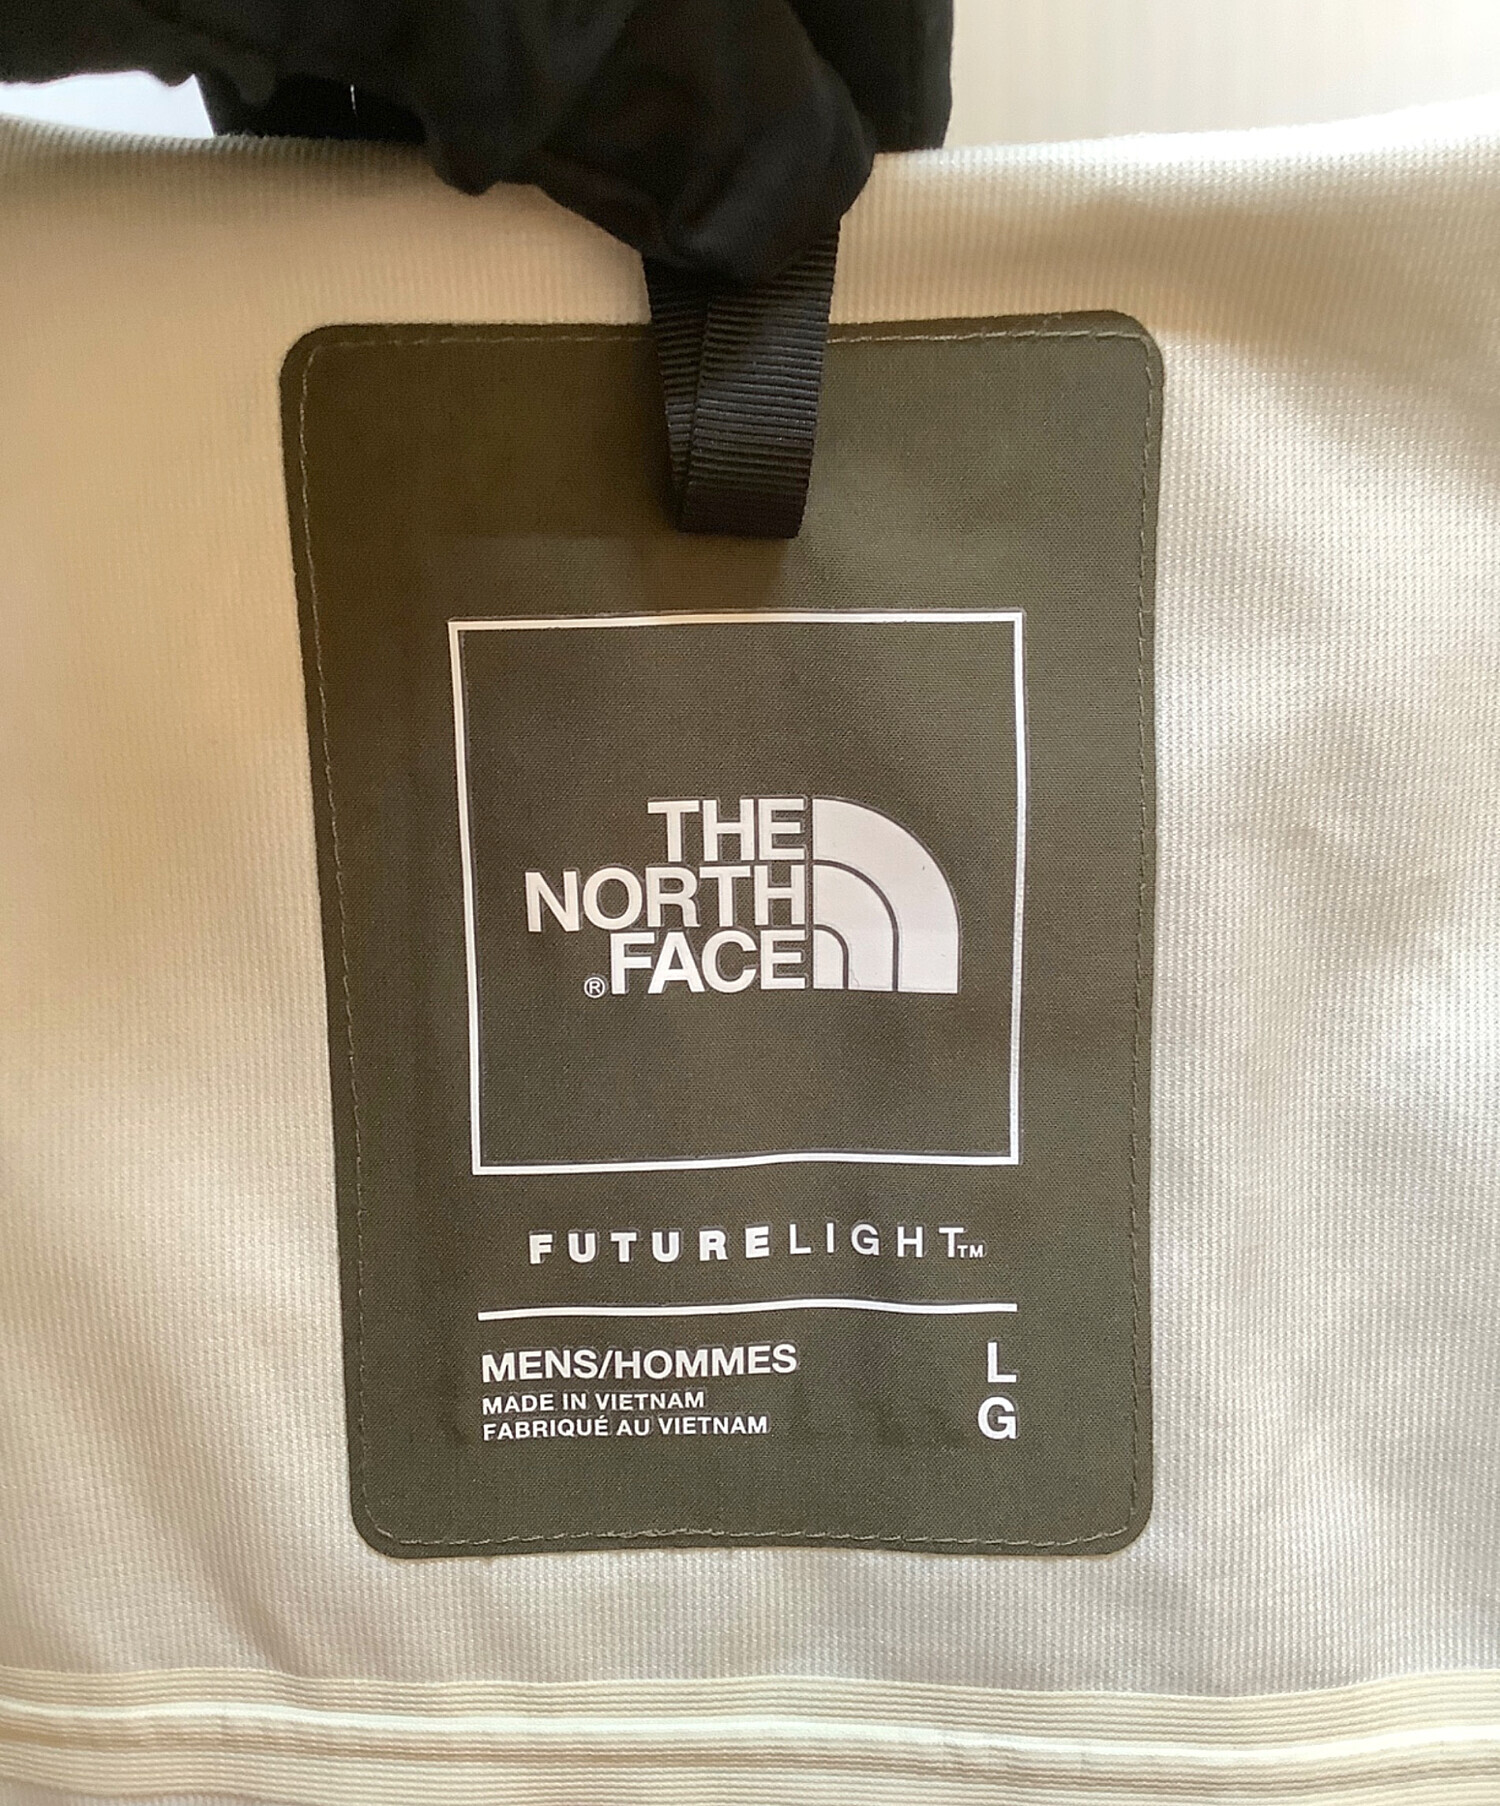 THE
NORTH
®FACE
FUTURELIGHT™
MENS/HOMMES L
MADE IN VIETNAM
FABRIQUÉ AU VIETNAM G